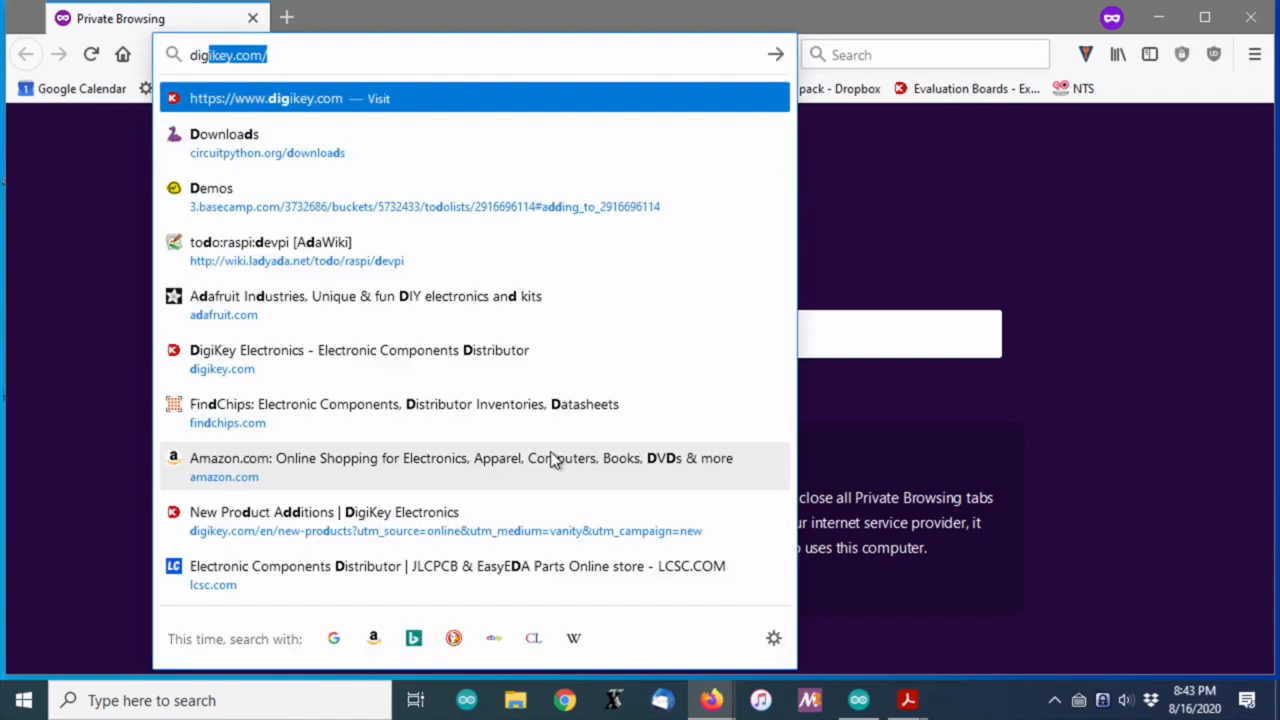 Private Browsing
digikey.com/
Search
Google Calendar
pack - Dropbox
Evaluation Boards - Ex...
NTS
https://www.digikey.com — Visit
Downloads
circuitpython.org/downloads
Demos
3.basecamp.com/3732686/buckets/5732433/todolists/2916696114#adding_to_2916696114
todo:raspi:devpi [AdaWiki]
http://wiki.ladyada.net/todo/raspi/devpi
Adafruit Industries, Unique & fun DIY electronics and kits
adafruit.com
DigiKey Electronics - Electronic Components Distributor
digikey.com
FindChips: Electronic Components, Distributor Inventories, Datasheets
findchips.com
Amazon.com: Online Shopping for Electronics, Apparel, Computers, Books, DVDs & more
amazon.com
close all Private Browsing tabs
ur internet service provider, it
o uses this computer.
New Product Additions | DigiKey Electronics
digikey.com/en/new-products?utm_source=online&utm_medium=vanity&utm_campaign=new
Electronic Components Distributor | JLCPCB & EasyEDA Parts Online store - LCSC.COM
lcsc.com
This time, search with:
CL
W
Type here to search
8:43 PM
8/16/2020